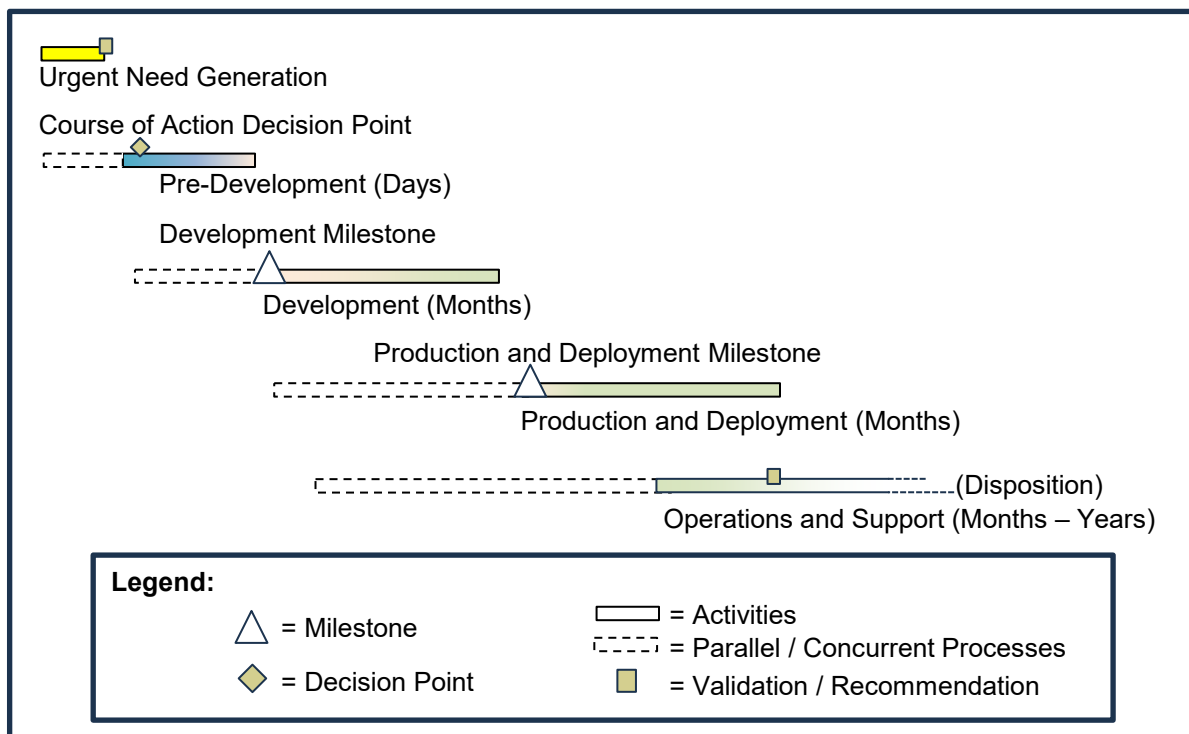 Urgent Need Generation
Course of Action Decision Point
Pre-Development (Days)
Development Milestone
Development (Months)
Production and Deployment Milestone
Production and Deployment (Months)
(Disposition)
Operations and Support (Months – Years)
Legend:
= Milestone
= Activities
= Parallel / Concurrent Processes
= Decision Point
= Validation / Recommendation